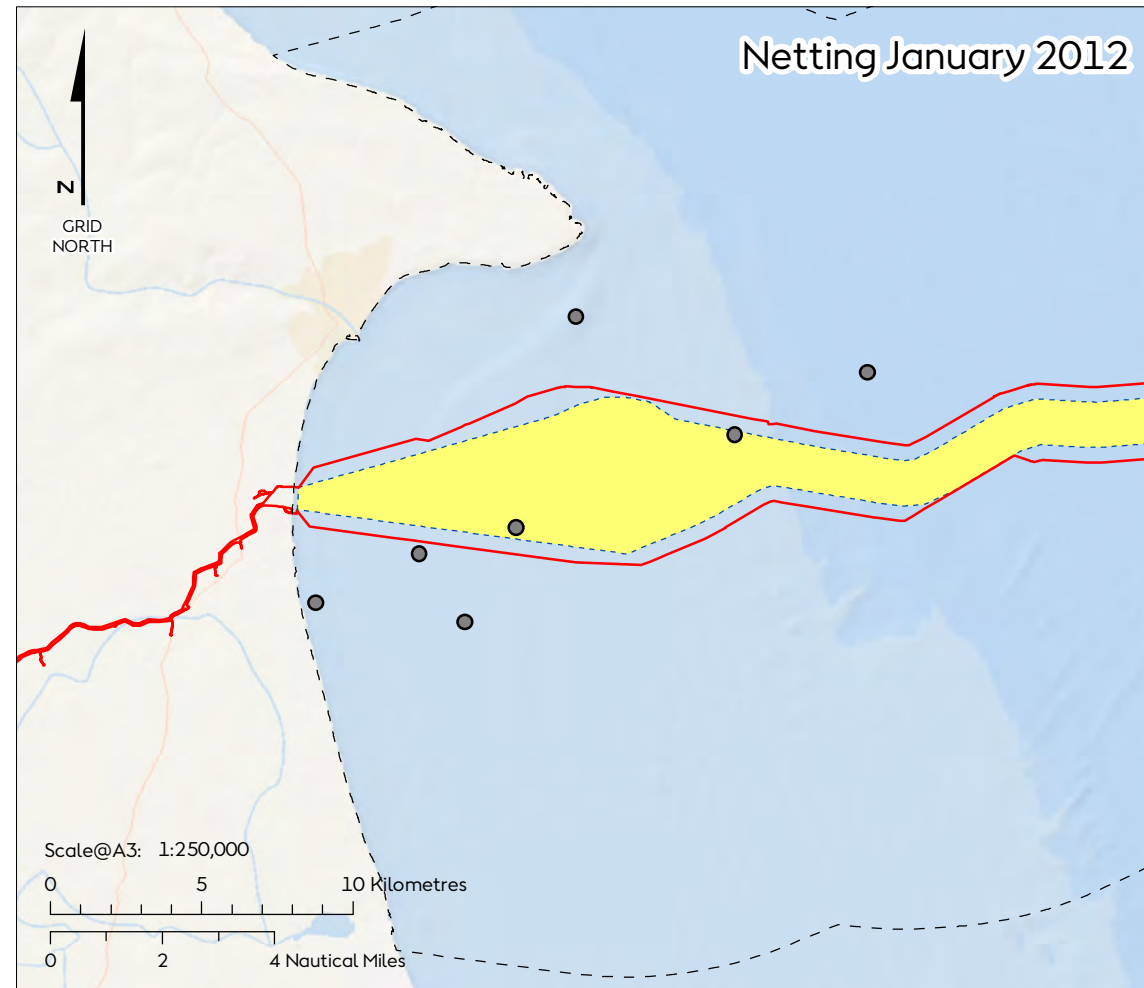 Netting January 2012
N
GRID
NORTH
Scale@A3: 1:250,000
0 5 10 Kilometres
0 2 4 Nautical Miles